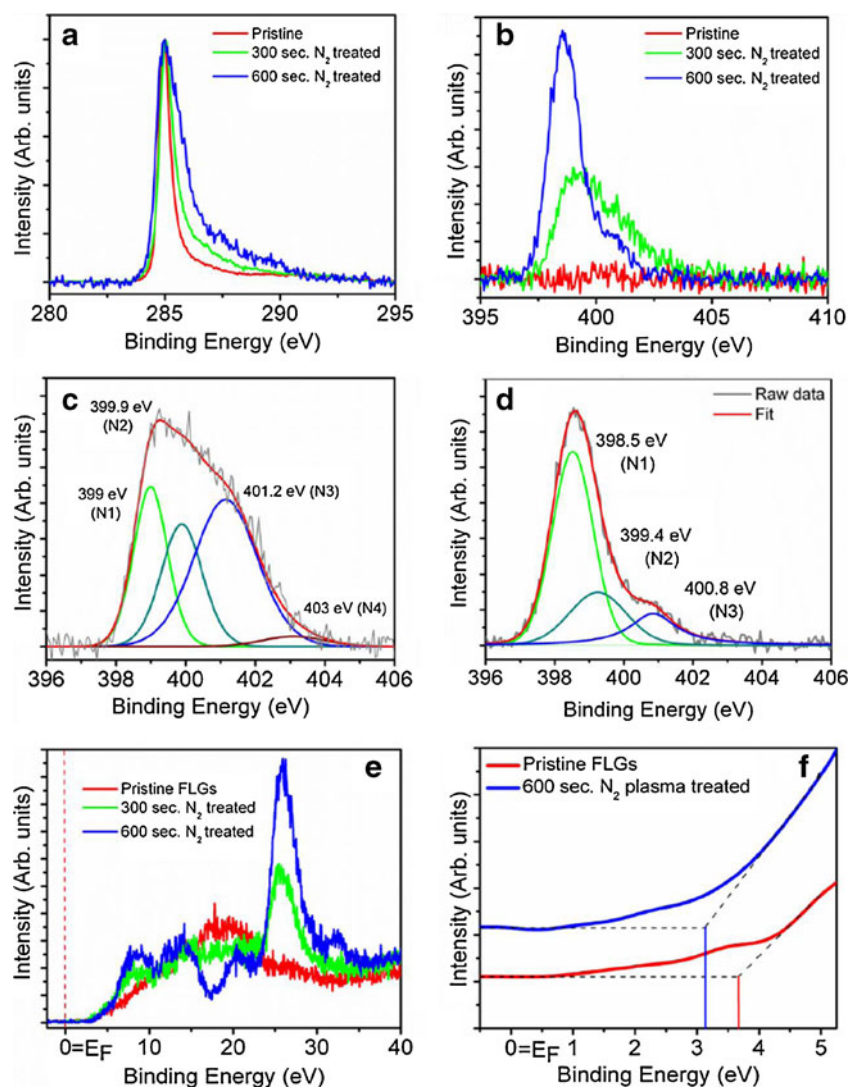 a
Pristine
300 sec. N₂ treated
600 sec. N₂ treated
Intensity (Arb. units)
280 285 290 295
Binding Energy (eV)
b
Pristine
300 sec. N₂ treated
600 sec. N₂ treated
Intensity (Arb. units)
395 400 405 410
Binding Energy (eV)
c
399.9 eV
(N2)
399 eV
(N1)
401.2 eV (N3)
403 eV (N4)
Intensity (Arb. units)
396 398 400 402 404 406
Binding Energy (eV)
d
Raw data
Fit
398.5 eV
(N1)
399.4 eV
(N2)
400.8 eV
(N3)
Intensity (Arb. units)
396 398 400 402 404 406
Binding Energy (eV)
e
Pristine FLGs
300 sec. N₂ treated
600 sec. N₂ treated
Intensity (Arb. units)
0=E_F 10 20 30 40
Binding Energy (eV)
f
Pristine FLGs
600 sec. N₂ plasma treated
Intensity (Arb. units)
0=E_F 1 2 3 4 5
Binding Energy (eV)